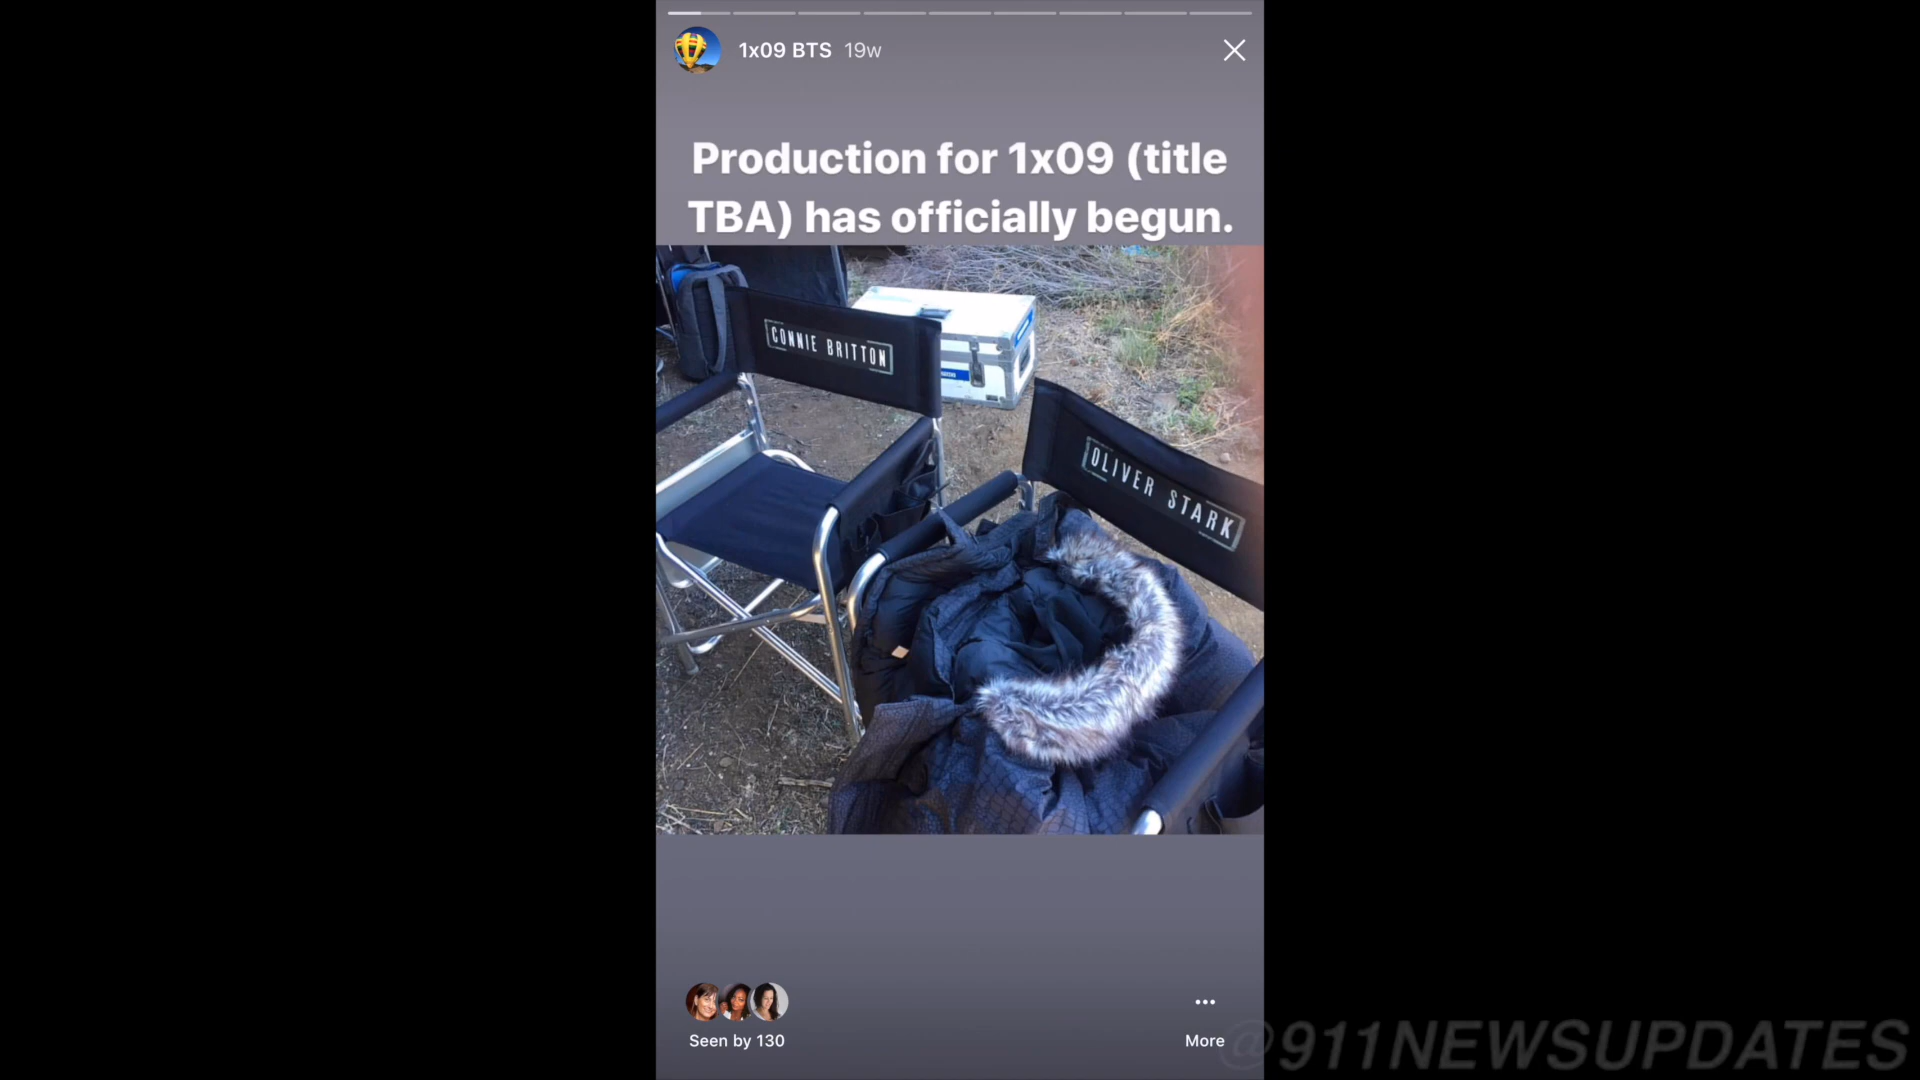 1x09 BTS 19w
Production for 1x09 (title
TBA) has officially begun.
CONNIE BRITTON
OLIVER STARK
Seen by 130
More
@911NEWSUPDATES